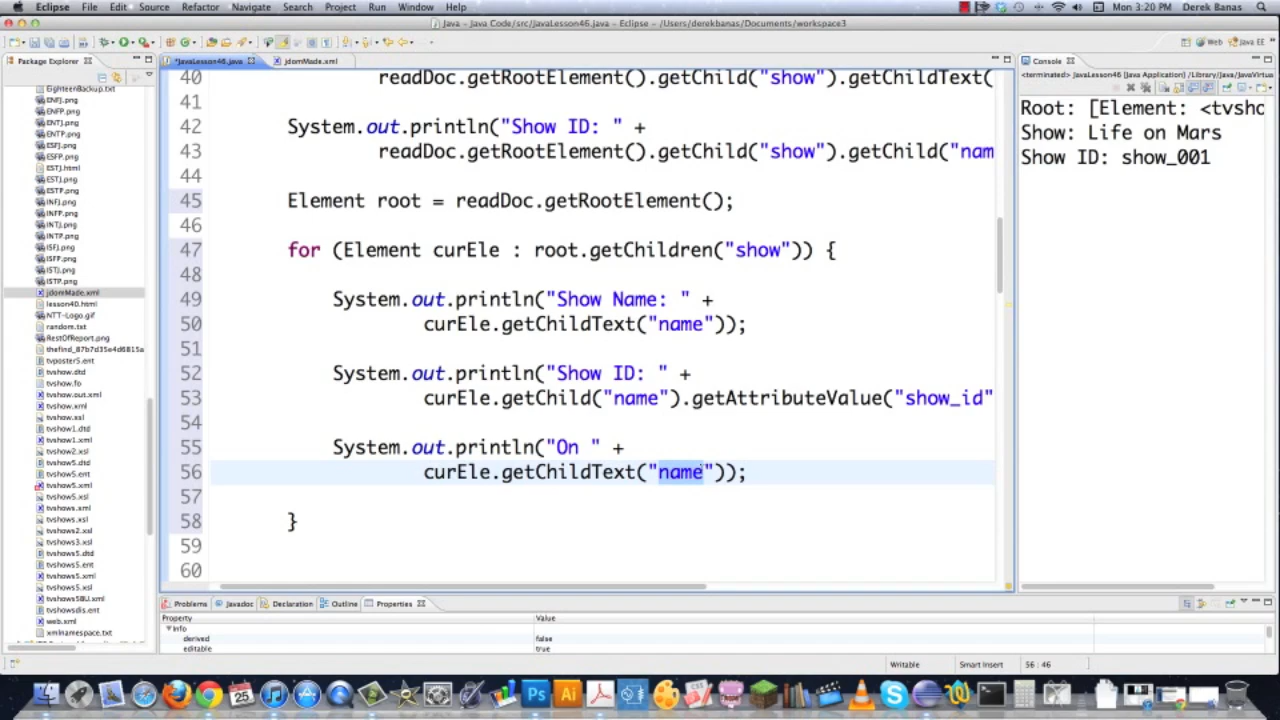 Eclipse File Edit Source Refactor Navigate Search Project Run Window Help Mon 3:20 PM Derek Banas
Java - Java Code/src/JavaLesson46.java - Eclipse - /Users/derekbanas/Documents/workspace3
Web Java EE
Package Explorer
EighteenBackup.txt
ENFJ.png
ENFP.png
ENTJ.png
ENTP.png
ESFJ.png
ESFP.png
ESTJ.html
ESTJ.png
ESTP.png
INFJ.png
INFP.png
INTJ.png
INTP.png
ISFJ.png
ISFP.png
ISTJ.png
ISTP.png
jdomMade.xml
lesson40.html
NTT-Logo.gif
random.txt
RestOfReport.png
thefind_87b7d35e4d6815a
tvposter5.ent
tvshow.dtd
tvshow.fo
tvshow.out.xml
tvshow.xml
tvshow.xsl
tvshow1.dtd
tvshow1.xml
tvshow2.xsl
tvshow5.dtd
tvshow5.ent
tvshow5.xml
tvshow5.xsl
tvshows.xml
tvshows.xsl
tvshows2.xsl
tvshows3.xsl
tvshows5.dtd
tvshows5.ent
tvshows5.xml
tvshows5.xsl
tvshows5BU.xml
tvshowsdis.ent
web.xml
xmlnamespace.txt
*JavaLesson46.java jdomMade.xml
40 readDoc.getRootElement().getChild("show").getChildText(
41
42 System.out.println("Show ID: " +
43 readDoc.getRootElement().getChild("show").getChild("nam
44
45 Element root = readDoc.getRootElement();
46
47 for (Element curEle : root.getChildren("show")) {
48
49 System.out.println("Show Name: " +
50 curEle.getChildText("name"));
51
52 System.out.println("Show ID: " +
53 curEle.getChild("name").getAttributeValue("show_id"
54
55 System.out.println("On " +
56 curEle.getChildText("name"));
57
58 }
59
60
Console
<terminated> JavaLesson46 [Java Application] /Library/Java/JavaVirtua
Root: [Element: <tvsho
Show: Life on Mars
Show ID: show_001
Problems Javadoc Declaration Outline Properties
Property Value
Info
derived false
editable true
Writable Smart Insert 56 : 46